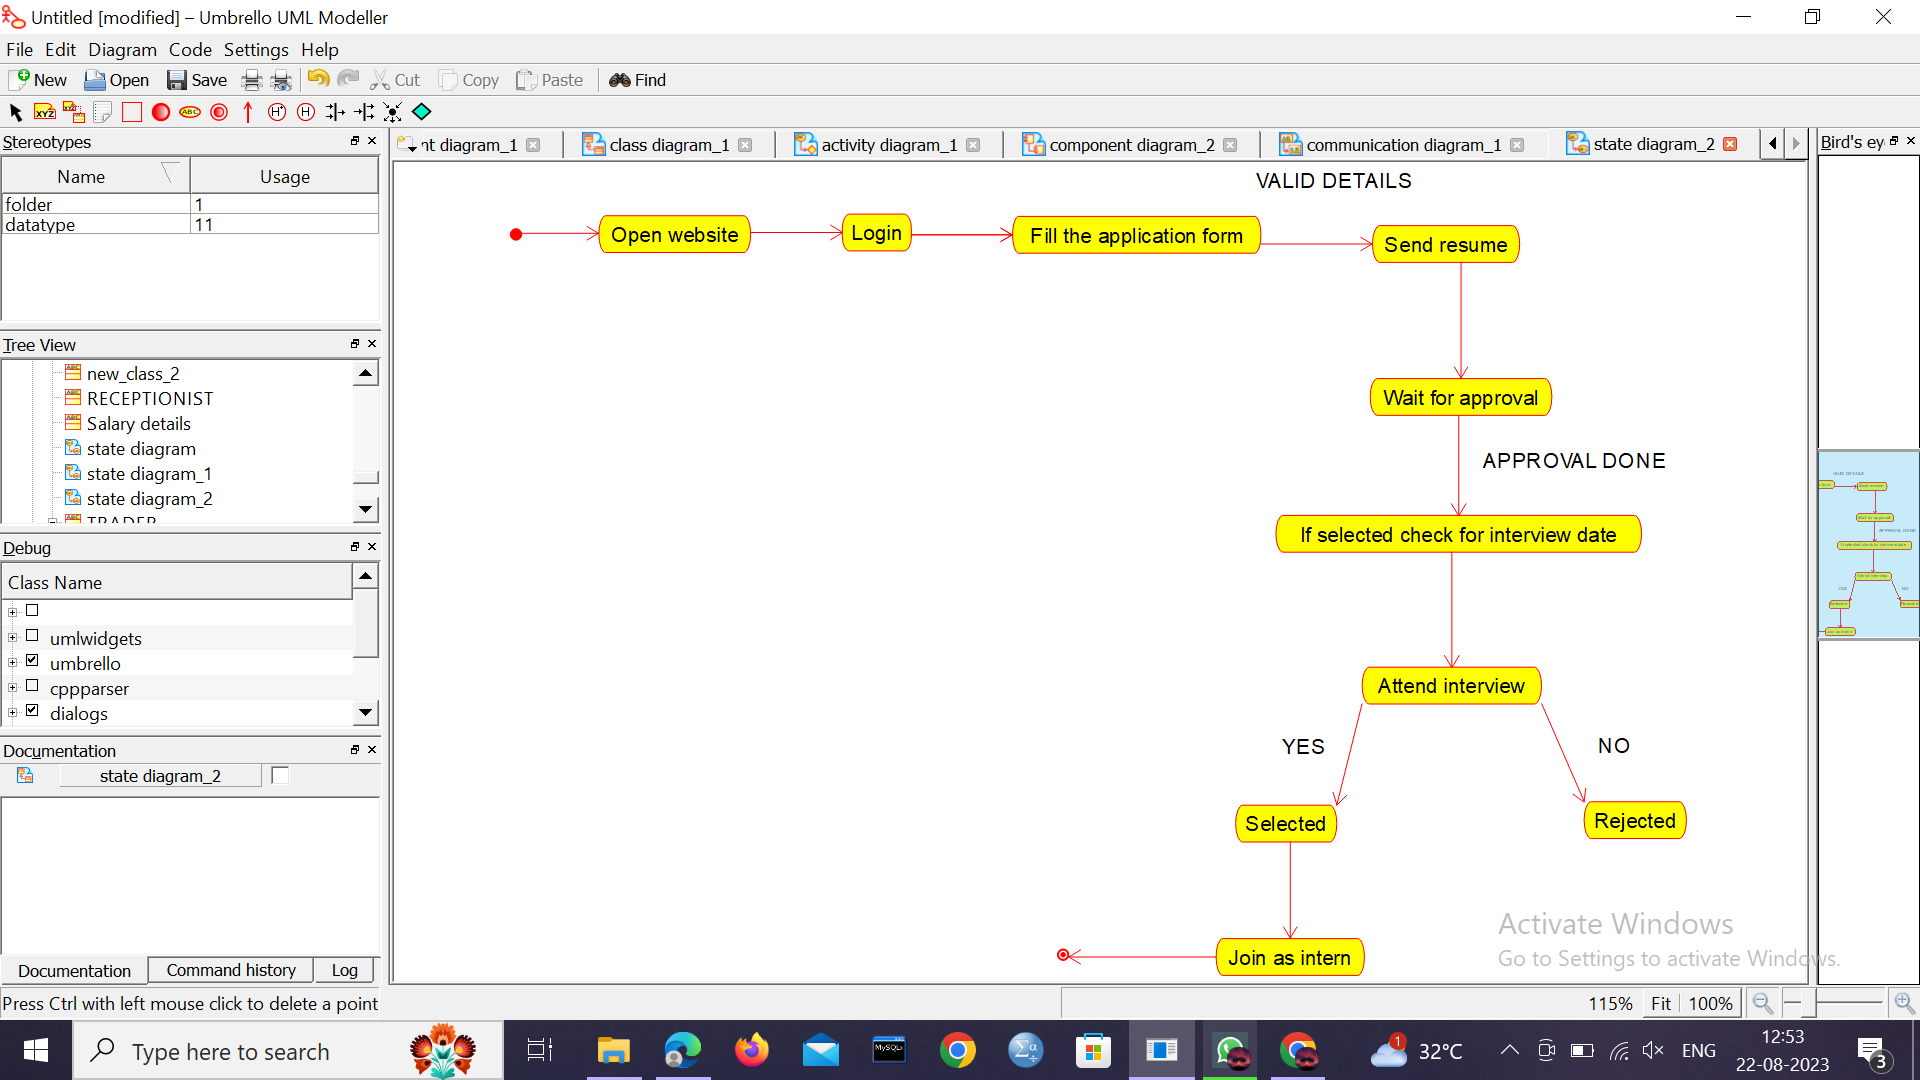 Untitled [modified] – Umbrello UML Modeller
File Edit Diagram Code Settings Help
New Open Save Cut Copy Paste Find
XYZ XYZ ABC H* H
Stereotypes
Name Usage
folder 1
datatype 11
Tree View
new_class_2
RECEPTIONIST
Salary details
state diagram
state diagram_1
state diagram_2
TRADER
Debug
Class Name
umlwidgets
umbrello
cppparser
dialogs
Documentation
state diagram_2
Documentation Command history Log
Press Ctrl with left mouse click to delete a point
nt diagram_1 class diagram_1 activity diagram_1 component diagram_2 communication diagram_1 state diagram_2
Bird's ey
VALID DETAILS
Open website
Login
Fill the application form
Send resume
Wait for approval
APPROVAL DONE
If selected check for interview date
Attend interview
YES
NO
Selected
Rejected
Join as intern
Activate Windows
Go to Settings to activate Windows.
115% Fit 100%
Type here to search
MySQL
1
32°C
ENG
12:53
22-08-2023
3